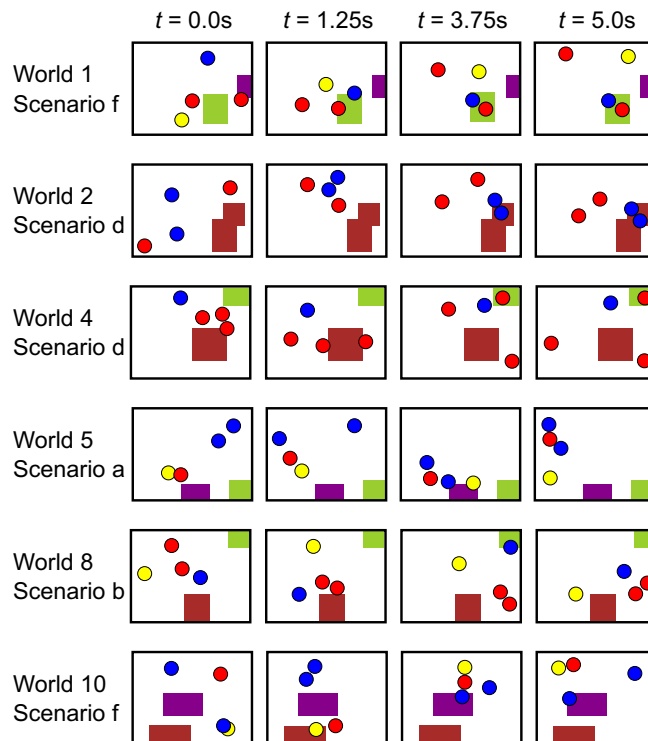 t = 0.0s t = 1.25s t = 3.75s t = 5.0s
World 1
Scenario f
World 2
Scenario d
World 4
Scenario d
World 5
Scenario a
World 8
Scenario b
World 10
Scenario f